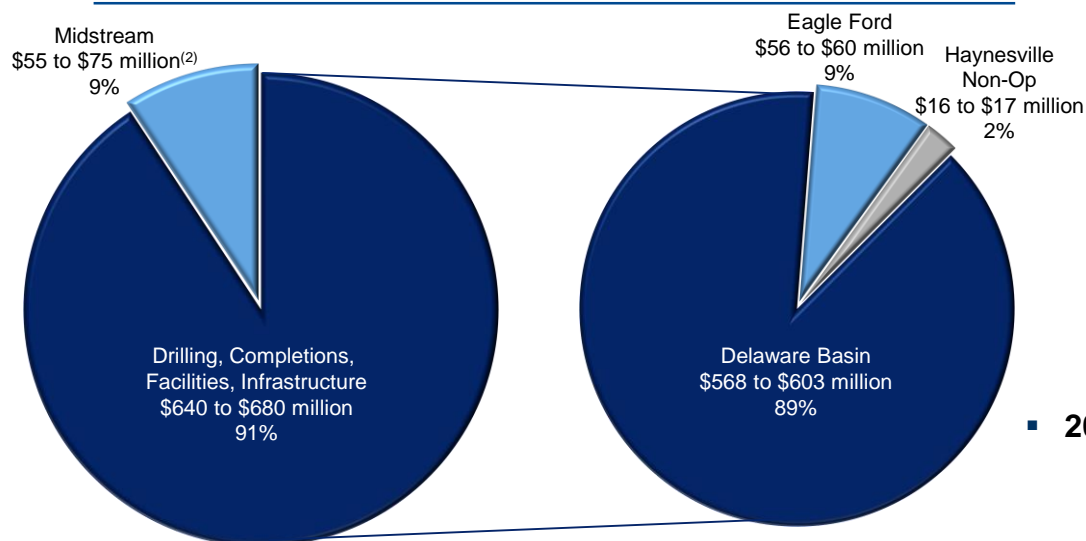 Midstream
$55 to $75 million(2)
9%
Drilling, Completions,
Facilities, Infrastructure
$640 to $680 million
91%
Eagle Ford
$56 to $60 million
9%
Haynesville
Non-Op
$16 to $17 million
2%
Delaware Basin
$568 to $603 million
89%
▪ 20